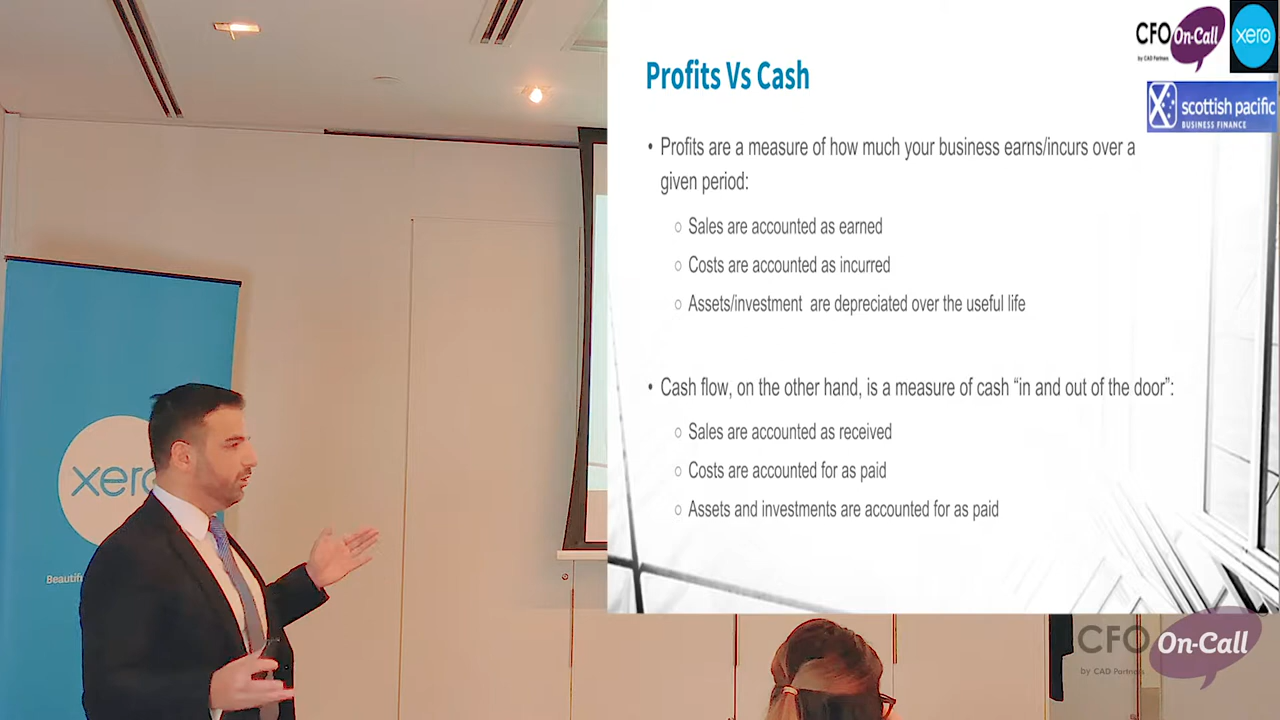 CFO On-Call
by CAD Partners
xero
scottish pacific
BUSINESS FINANCE
Profits Vs Cash
• Profits are a measure of how much your business earns/incurs over a
given period:
○ Sales are accounted as earned
○ Costs are accounted as incurred
○ Assets/investment are depreciated over the useful life
• Cash flow, on the other hand, is a measure of cash “in and out of the door”:
○ Sales are accounted as received
○ Costs are accounted for as paid
○ Assets and investments are accounted for as paid
xero
CFO On-Call
by CAD Partners